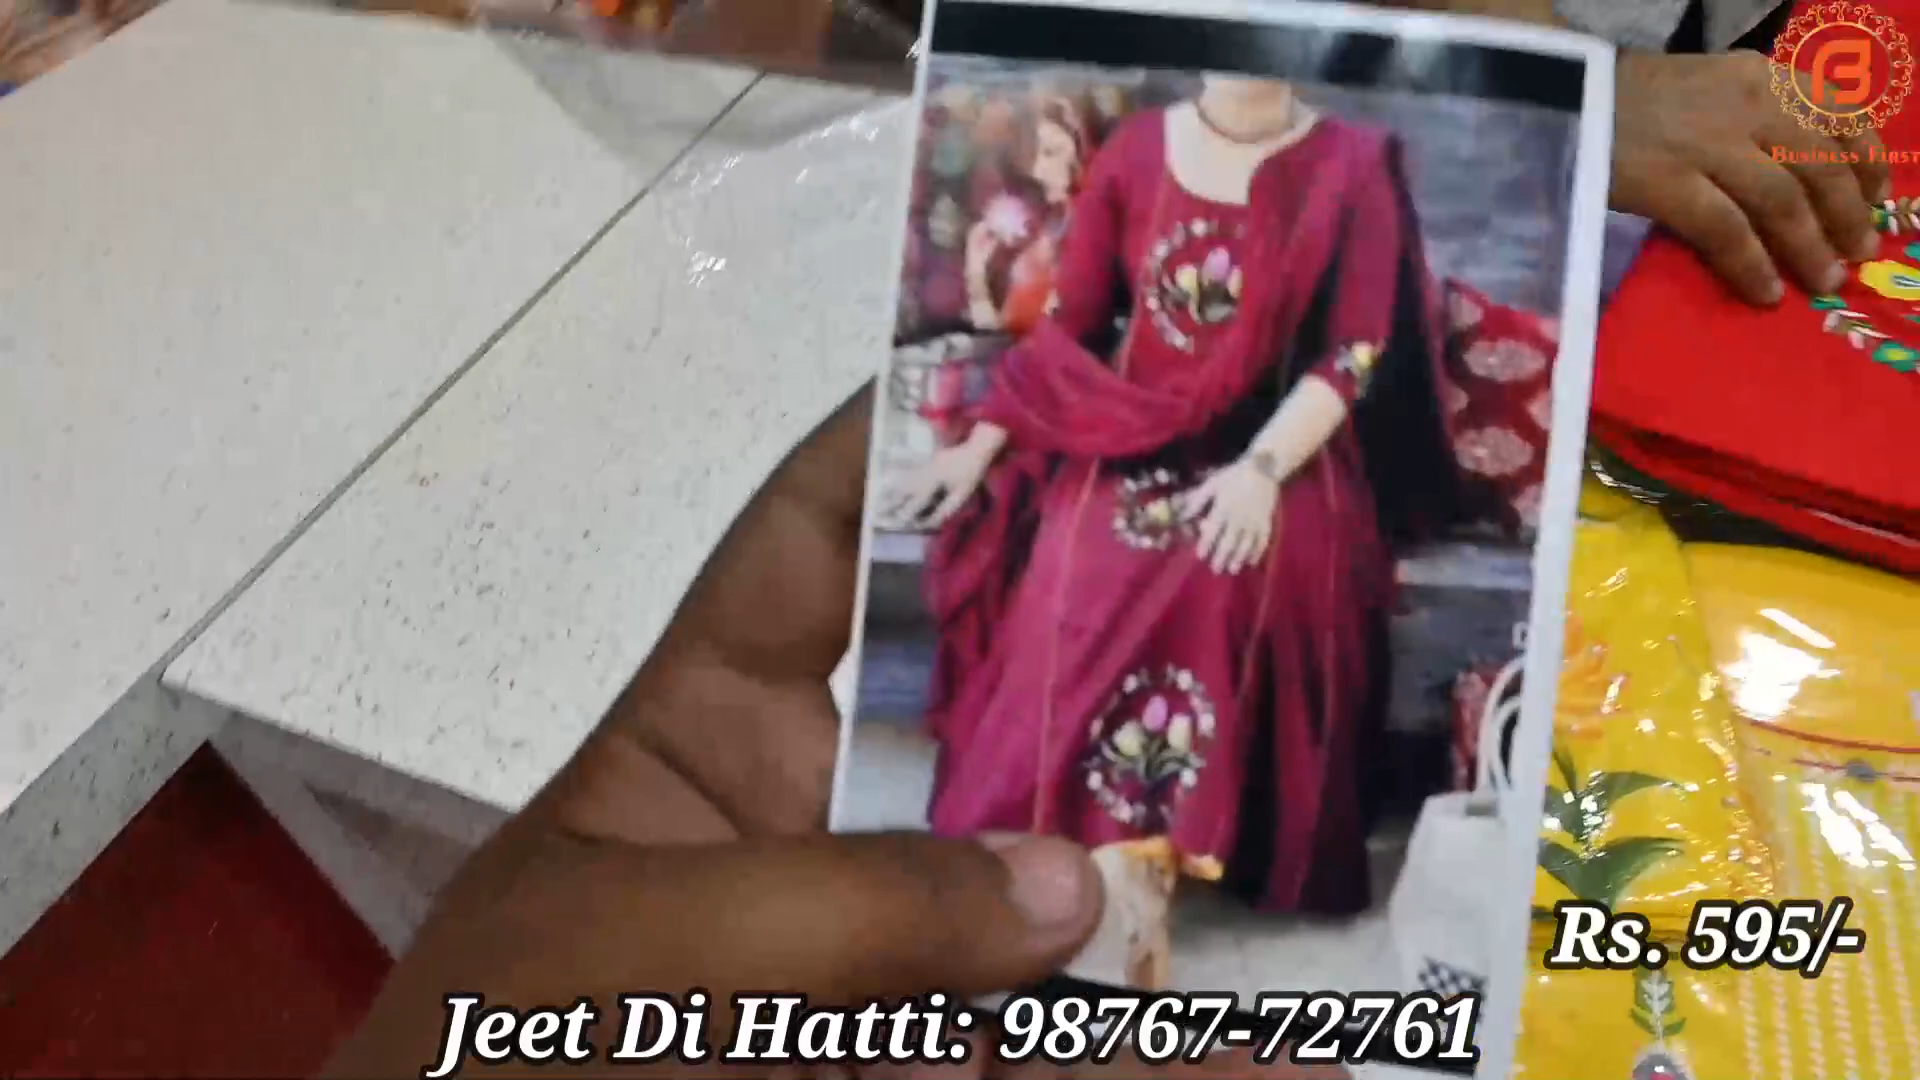 Business First
Rs. 595/-
Jeet Di Hatti: 98767-72761